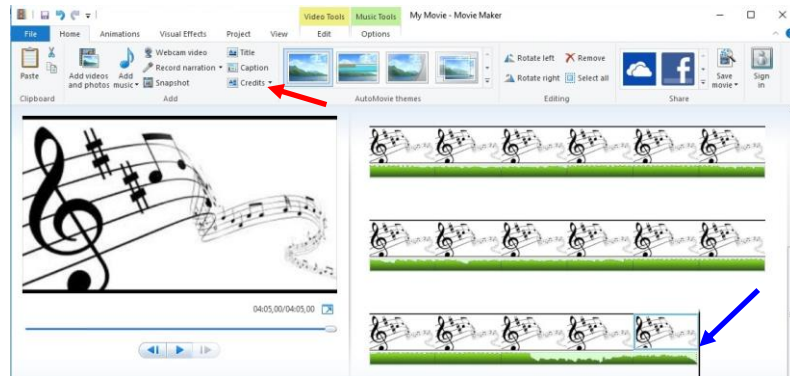 Video Tools Music Tools My Movie - Movie Maker
File Home Animations Visual Effects Project View Edit Options
Paste
Add videos and photos
Add music
Webcam video
Record narration
Snapshot
Title
Caption
Credits
Rotate left
Rotate right
Remove
Select all
f
Save movie
Sign in
Clipboard Add AutoMovie themes Editing Share
04:05,00/04:05,00